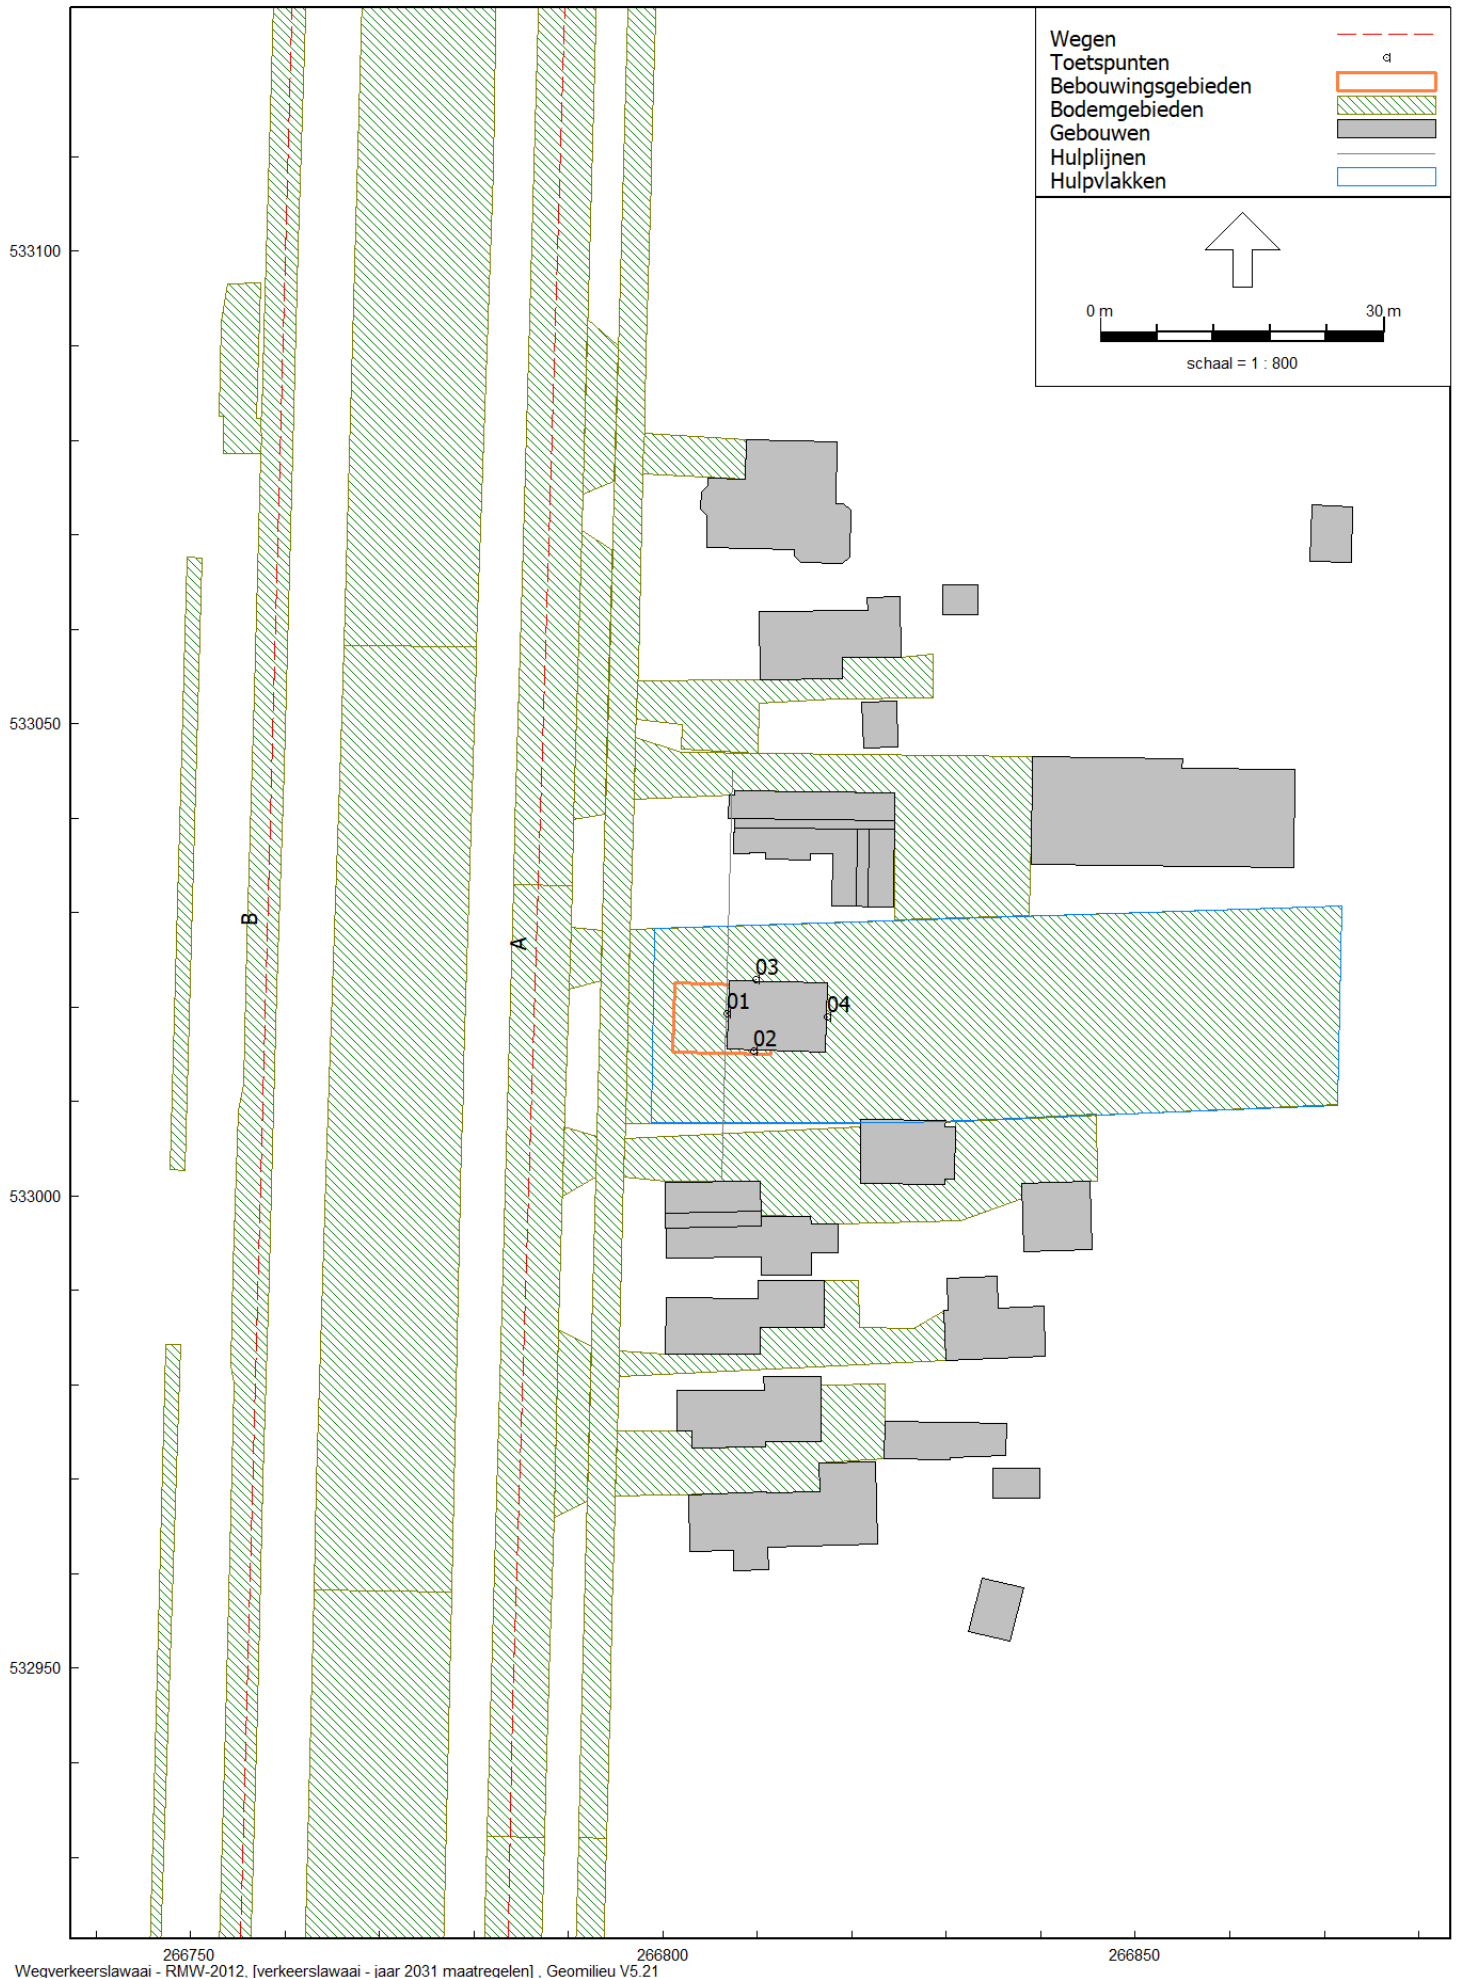 Wegen
Toetspunten
Bebouwingsgebieden
Bodemgebieden
Gebouwen
Hulplijnen
Hulpvlakken
0 m 30 m
schaal = 1 : 800
533100
533050
B
A
03
01
04
02
533000
532950
266750 266800 266850
Wegverkeerslawaai - RMW-2012, [verkeerslawaai - jaar 2031 maatregelen] , Geomilieu V5.21